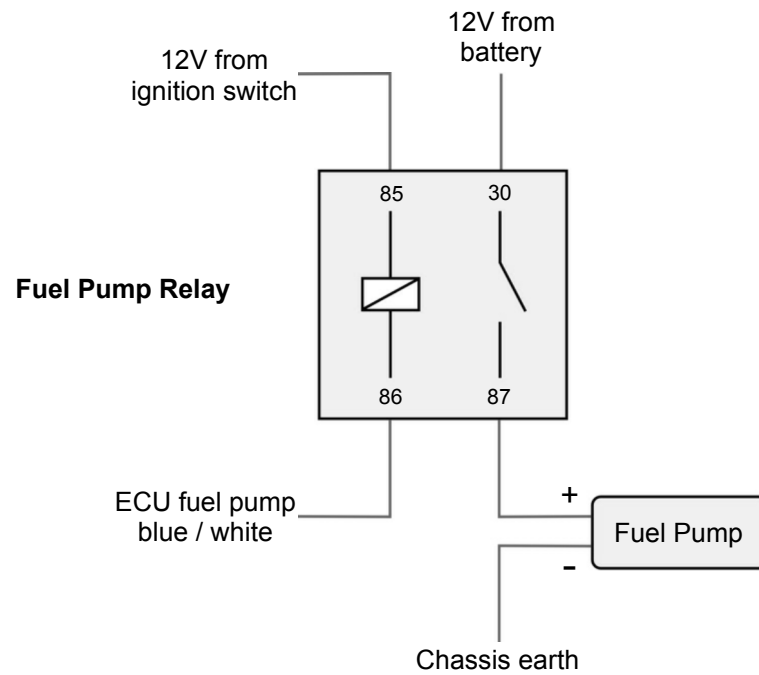 12V from
battery
12V from
ignition switch
85
30
Fuel Pump Relay
86
87
ECU fuel pump
blue / white
+
Fuel Pump
-
Chassis earth